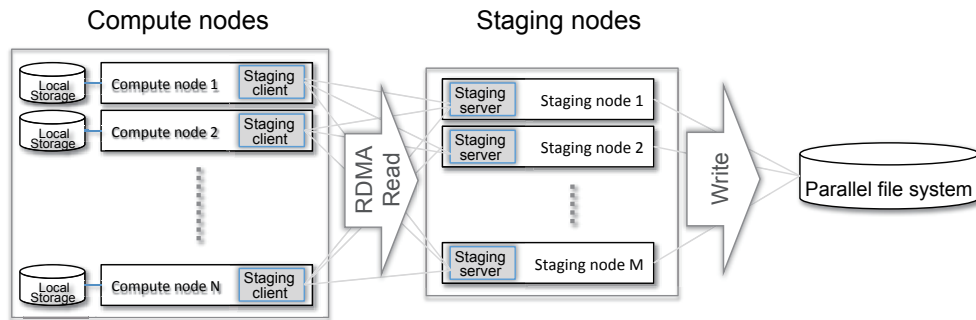 Compute nodes
Staging nodes
Local
Storage
Compute node 1
Staging
client
Local
Storage
Compute node 2
Staging
client
Local
Storage
Compute node N
Staging
client
RDMA
Read
Staging
server
Staging node 1
Staging
server
Staging node 2
Staging
server
Staging node M
Write
Parallel file system